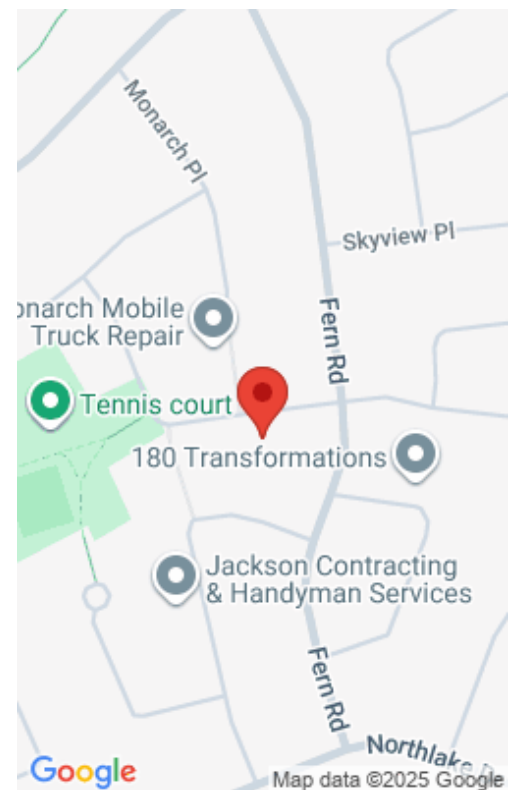 Monarch Pl
Skyview Pl
onarch Mobile
Truck Repair
Fern Rd
Tennis court
180 Transformations
Jackson Contracting
& Handyman Services
Fern Rd
Northlake
Google
Map data ©2025 Google